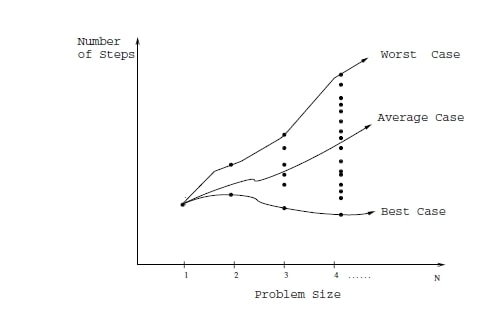 Number
of Steps
Worst Case
Average Case
Best Case
1 2 3 4 ...... N
Problem Size